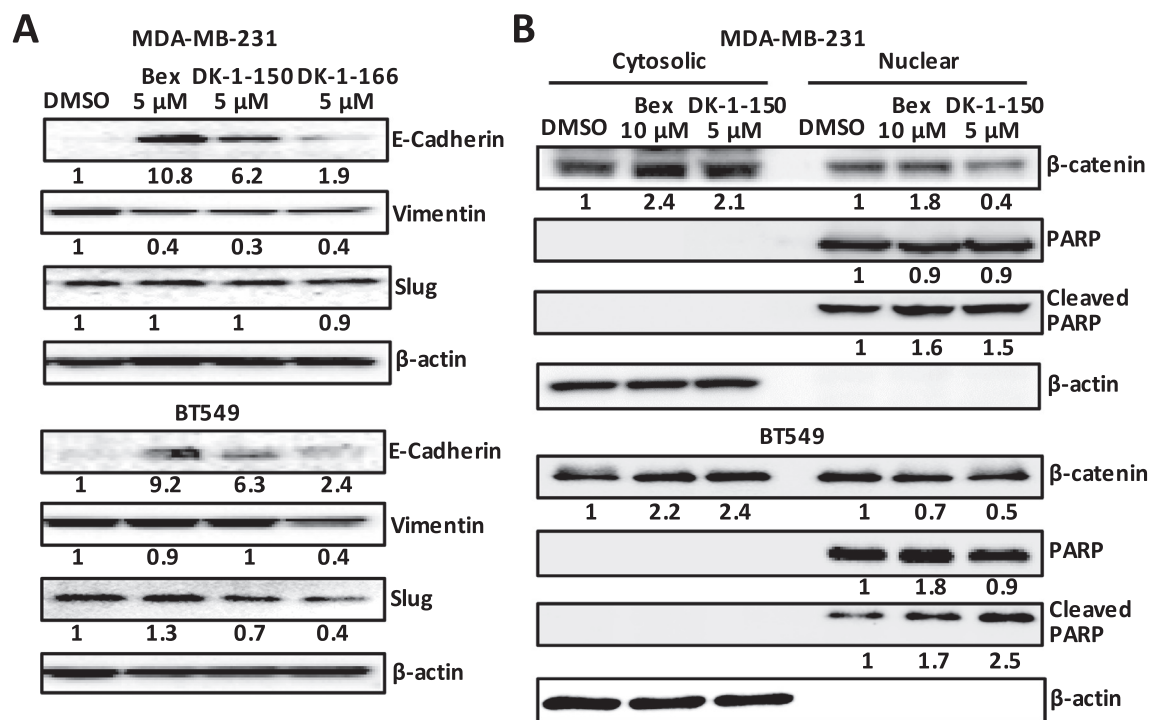 A
MDA-MB-231
Bex DK-1-150 DK-1-166
DMSO 5 μM 5 μM 5 μM
E-Cadherin
1 10.8 6.2 1.9
Vimentin
1 0.4 0.3 0.4
Slug
1 1 1 0.9
β-actin
BT549
E-Cadherin
1 9.2 6.3 2.4
Vimentin
1 0.9 1 0.4
Slug
1 1.3 0.7 0.4
β-actin
B
MDA-MB-231
Cytosolic Nuclear
Bex DK-1-150 Bex DK-1-150
DMSO 10 μM 5 μM DMSO 10 μM 5 μM
β-catenin
1 2.4 2.1 1 1.8 0.4
PARP
1 0.9 0.9
Cleaved
PARP
1 1.6 1.5
β-actin
BT549
β-catenin
1 2.2 2.4 1 0.7 0.5
PARP
1 1.8 0.9
Cleaved
PARP
1 1.7 2.5
β-actin